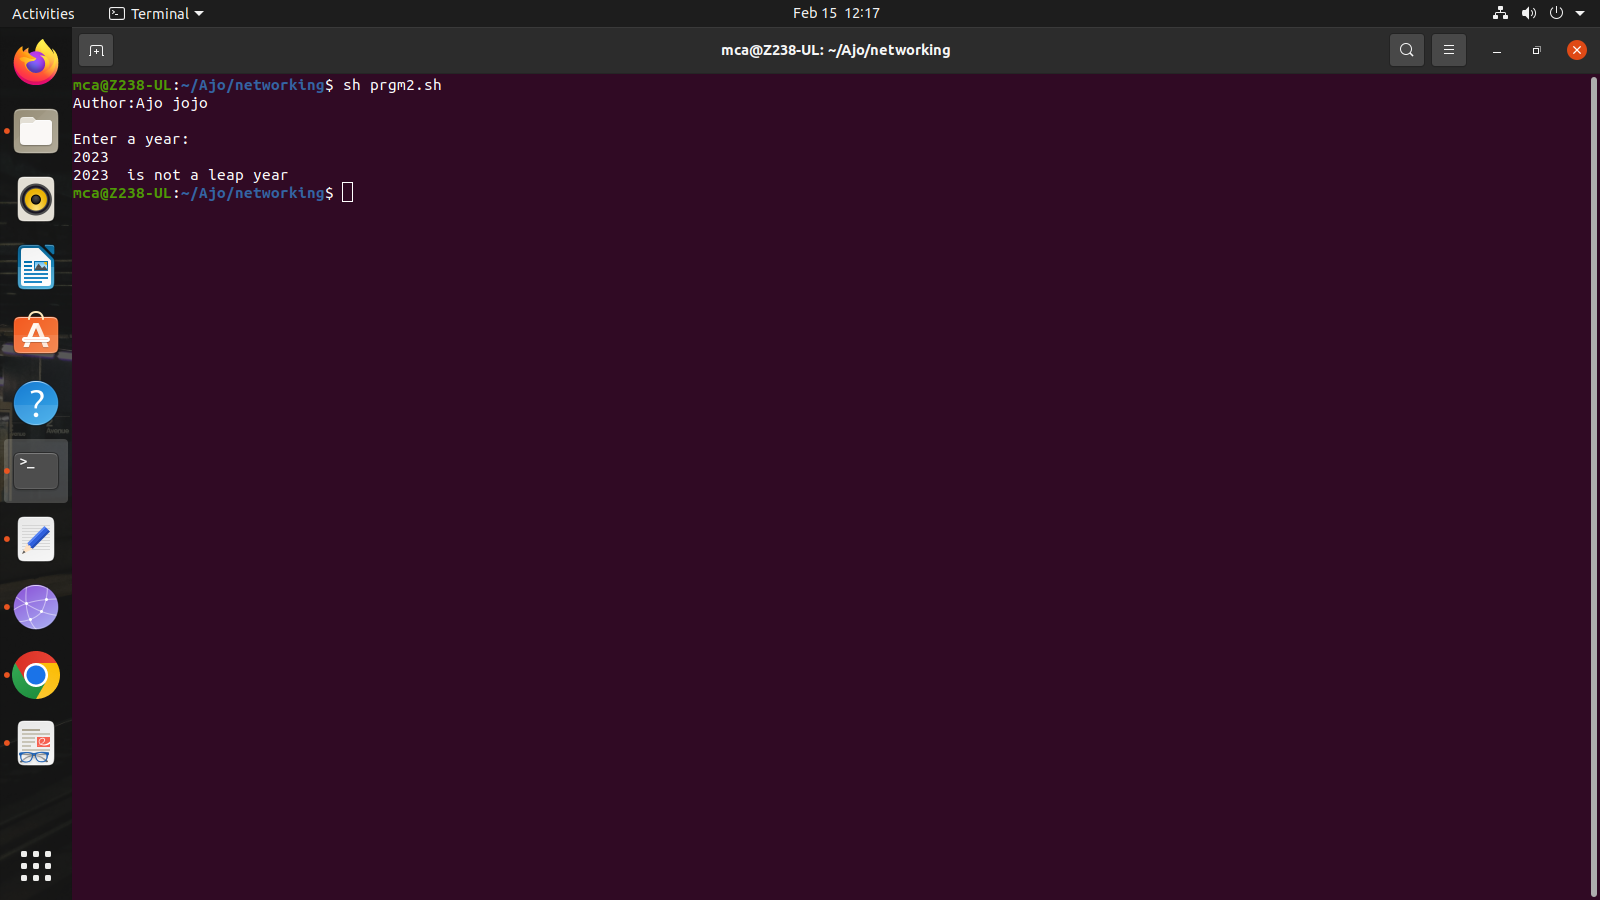 Activities Terminal Feb 15 12:17
mca@Z238-UL: ~/Ajo/networking
mca@Z238-UL:~/Ajo/networking$ sh prgm2.sh
Author:Ajo jojo
Enter a year:
2023
2023  is not a leap year
mca@Z238-UL:~/Ajo/networking$